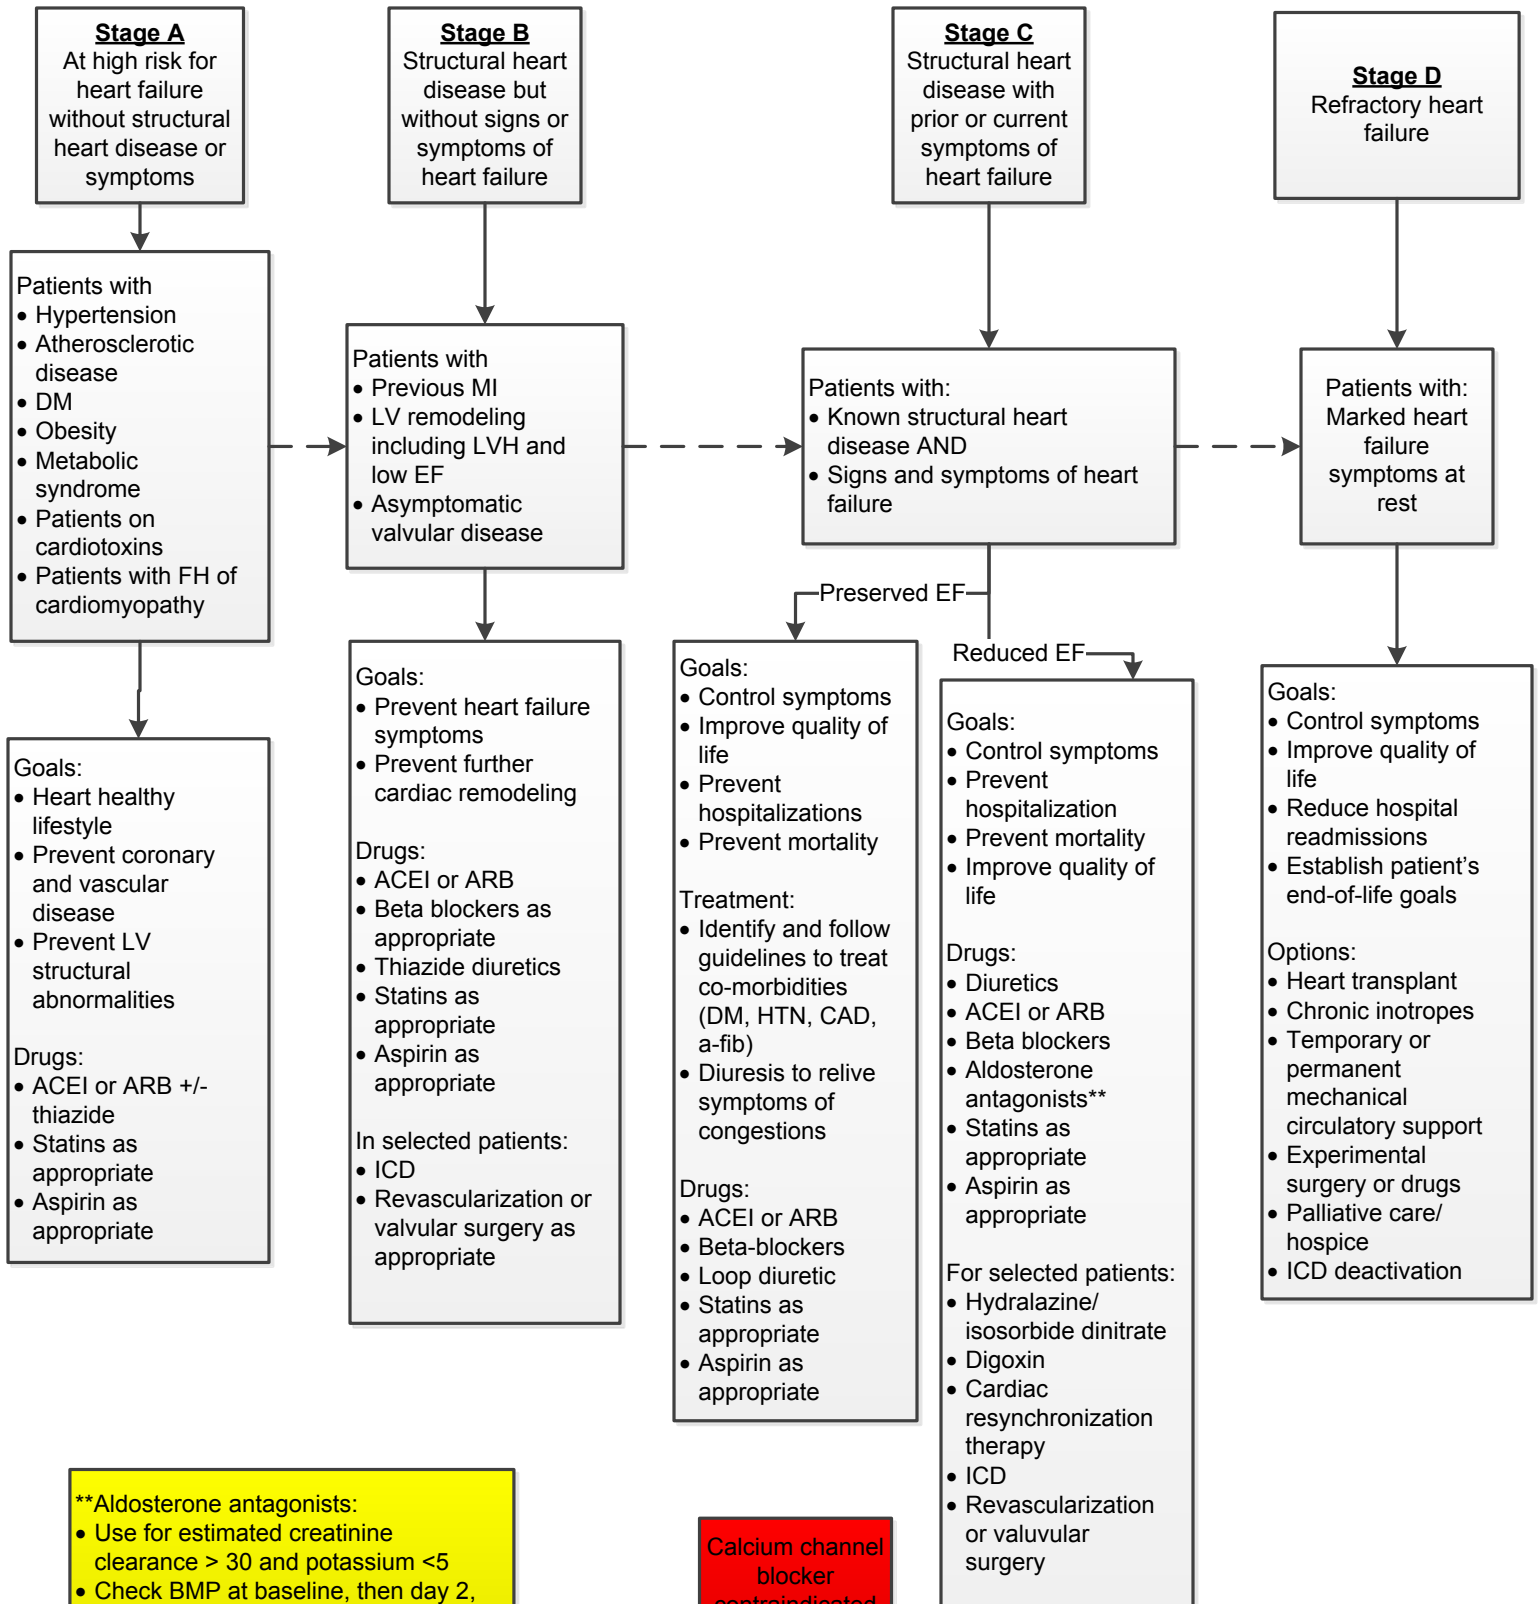 Stage A
At high risk for
heart failure
without structural
heart disease or
symptoms
Stage B
Structural heart
disease but
without signs or
symptoms of
heart failure
Stage C
Structural heart
disease with
prior or current
symptoms of
heart failure
Stage D
Refractory heart
failure
Patients with
• Hypertension
• Atherosclerotic
disease
• DM
• Obesity
• Metabolic
syndrome
• Patients on
cardiotoxins
• Patients with FH of
cardiomyopathy
Patients with
• Previous MI
• LV remodeling
including LVH and
low EF
• Asymptomatic
valvular disease
Patients with:
• Known structural heart
disease AND
• Signs and symptoms of heart
failure
Patients with:
Marked heart
failure
symptoms at
rest
Preserved EF
Reduced EF
Goals:
• Heart healthy
lifestyle
• Prevent coronary
and vascular
disease
• Prevent LV
structural
abnormalities
Drugs:
• ACEI or ARB +/-
thiazide
• Statins as
appropriate
• Aspirin as
appropriate
Goals:
• Prevent heart failure
symptoms
• Prevent further
cardiac remodeling
Drugs:
• ACEI or ARB
• Beta blockers as
appropriate
• Thiazide diuretics
• Statins as
appropriate
• Aspirin as
appropriate
In selected patients:
• ICD
• Revascularization or
valvular surgery as
appropriate
Goals:
• Control symptoms
• Improve quality of
life
• Prevent
hospitalizations
• Prevent mortality
Treatment:
• Identify and follow
guidelines to treat
co-morbidities
(DM, HTN, CAD,
a-fib)
• Diuresis to relive
symptoms of
congestions
Drugs:
• ACEI or ARB
• Beta-blockers
• Loop diuretic
• Statins as
appropriate
• Aspirin as
appropriate
Goals:
• Control symptoms
• Prevent
hospitalization
• Prevent mortality
• Improve quality of
life
Drugs:
• Diuretics
• ACEI or ARB
• Beta blockers
• Aldosterone
antagonists**
• Statins as
appropriate
• Aspirin as
appropriate
For selected patients:
• Hydralazine/
isosorbide dinitrate
• Digoxin
• Cardiac
resynchronization
therapy
• ICD
• Revascularization
or valuvular
surgery
Goals:
• Control symptoms
• Improve quality of
life
• Reduce hospital
readmissions
• Establish patient's
end-of-life goals
Options:
• Heart transplant
• Chronic inotropes
• Temporary or
permanent
mechanical
circulatory support
• Experimental
surgery or drugs
• Palliative care/
hospice
• ICD deactivation
**Aldosterone antagonists:
• Use for estimated creatinine
clearance > 30 and potassium <5
• Check BMP at baseline, then day 2,
Calcium channel
blocker
contraindicated